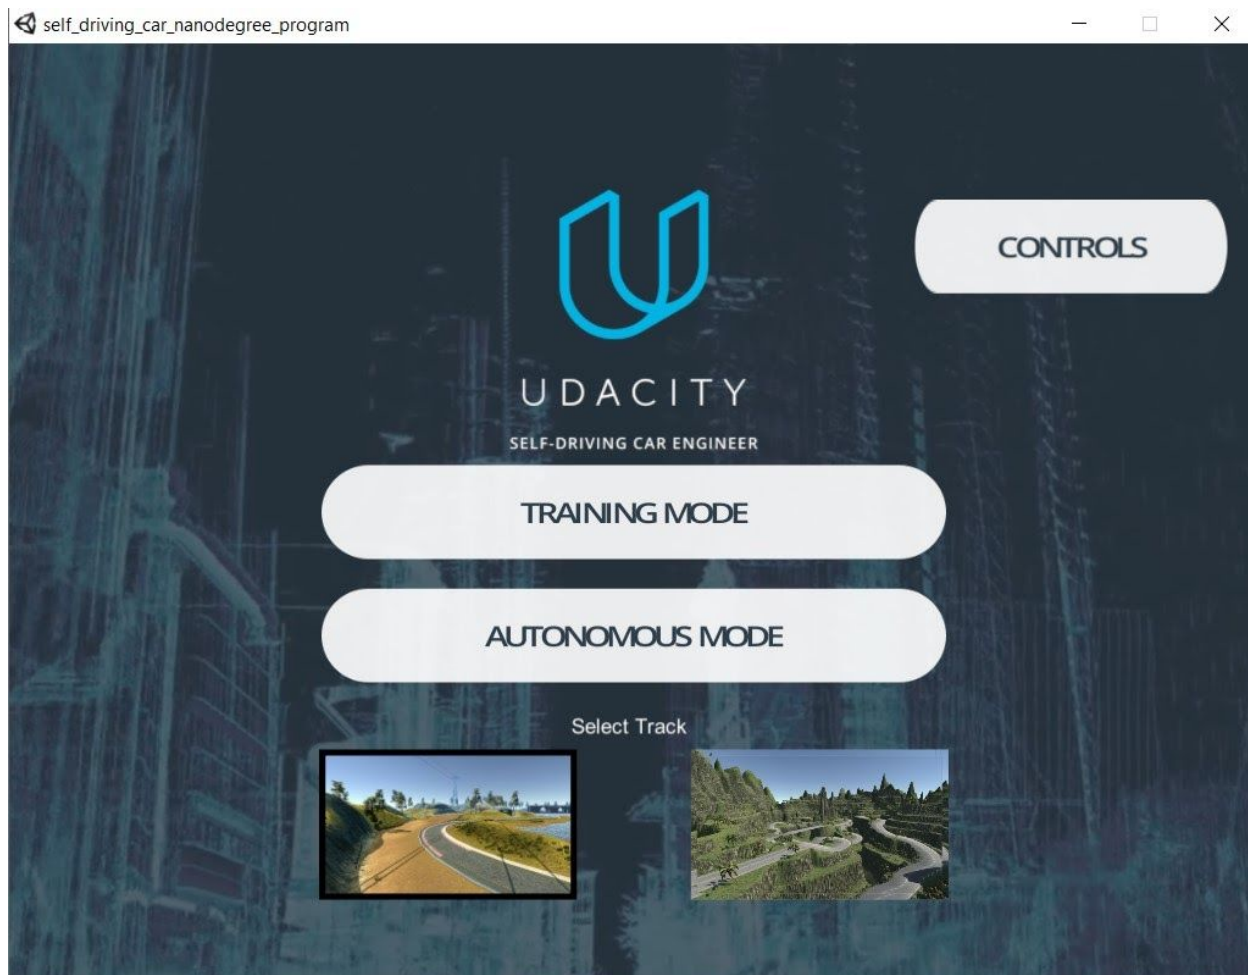 self_driving_car_nanodegree_program
CONTROLS
UDACITY
SELF-DRIVING CAR ENGINEER
TRAINING MODE
AUTONOMOUS MODE
Select Track